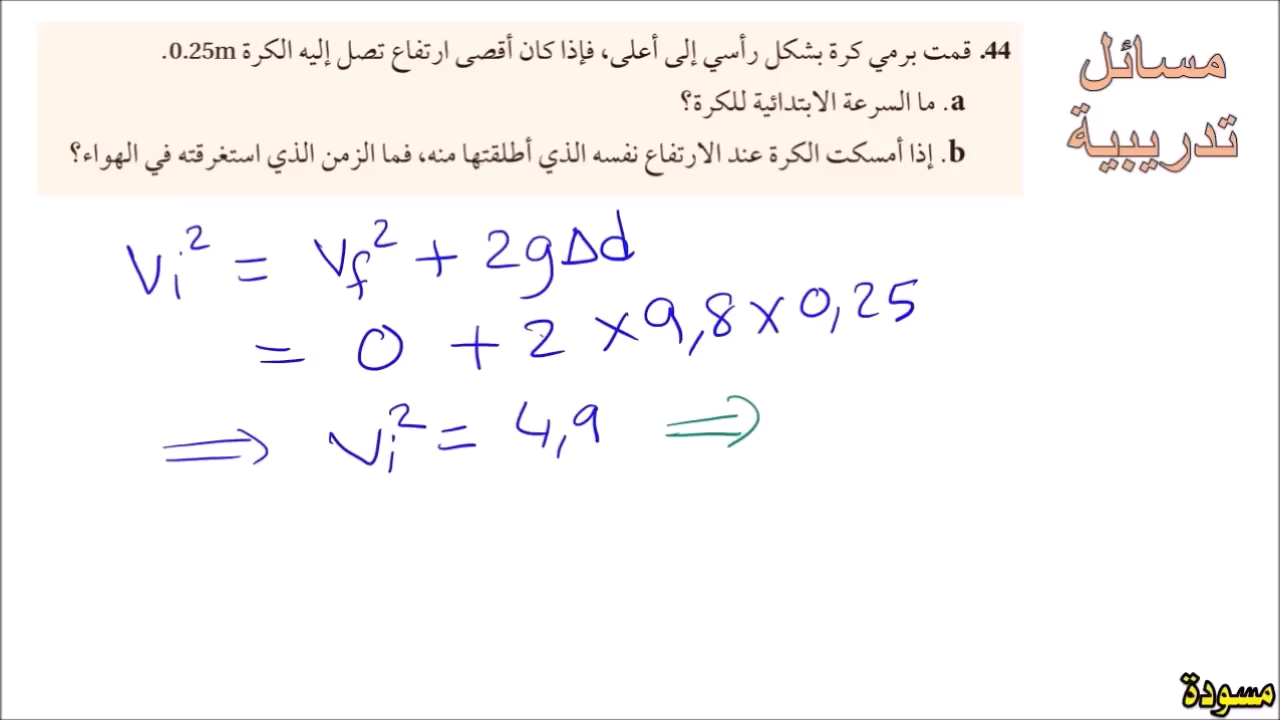 مسائل
تدريبية
44. قمت برمي كرة بشكل رأسي إلى أعلى، فإذا كان أقصى ارتفاع تصل إليه الكرة 0.25m.
a. ما السرعة الابتدائية للكرة؟
b. إذا أمسكت الكرة عند الارتفاع نفسه الذي أطلقتها منه، فما الزمن الذي استغرقته في الهواء؟
Vi² = Vf² + 2gΔd
= 0 + 2 × 9,8 × 0,25
⟹ Vi² = 4,9 ⟹
مسودة